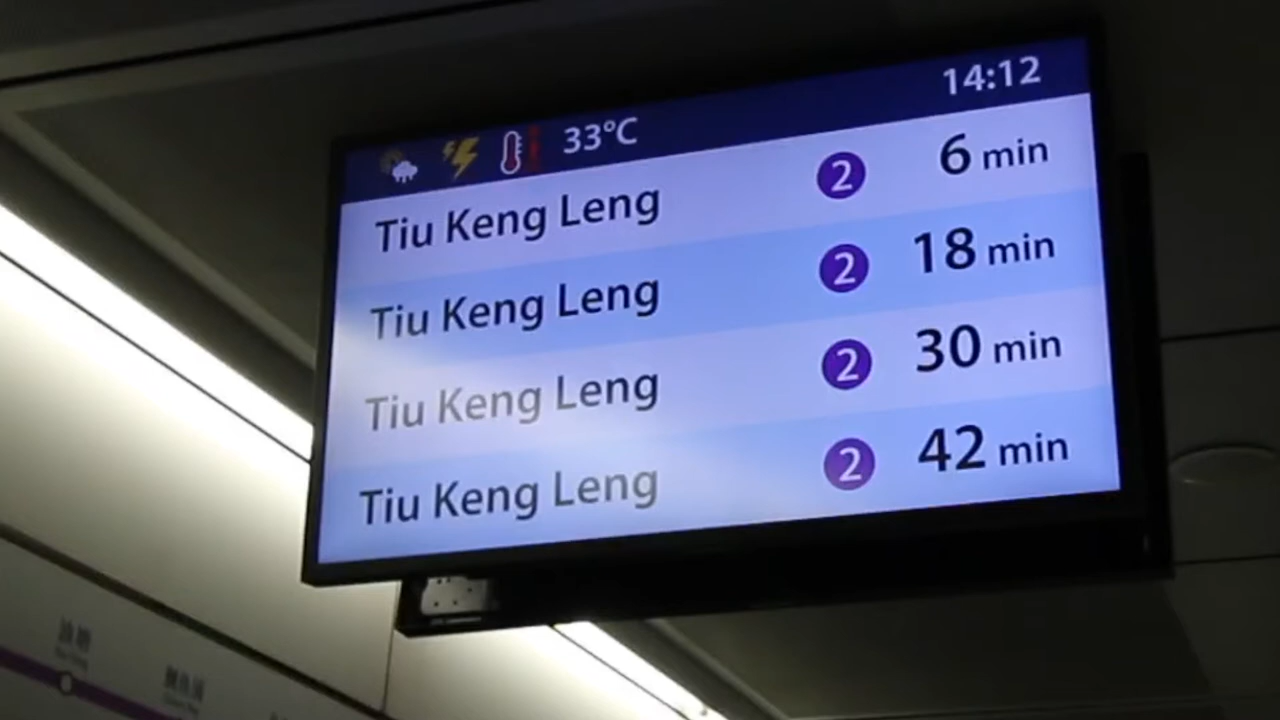 33°C 14:12
Tiu Keng Leng 2 6 min
Tiu Keng Leng 2 18 min
Tiu Keng Leng 2 30 min
Tiu Keng Leng 2 42 min